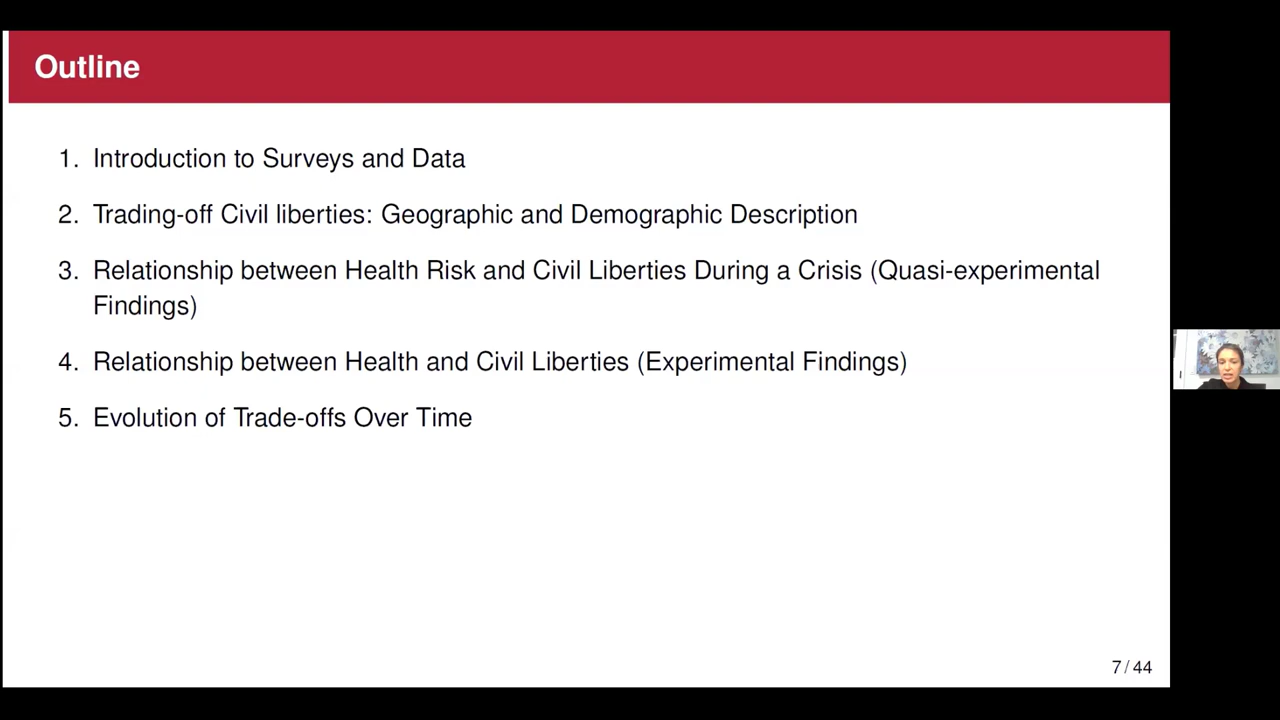 Outline
1. Introduction to Surveys and Data
2. Trading-off Civil liberties: Geographic and Demographic Description
3. Relationship between Health Risk and Civil Liberties During a Crisis (Quasi-experimental
Findings)
4. Relationship between Health and Civil Liberties (Experimental Findings)
5. Evolution of Trade-offs Over Time
7 / 44